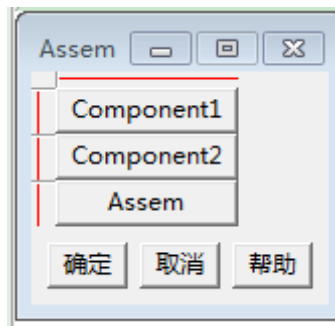 Assem
Component1
Component2
Assem
确定 取消 帮助